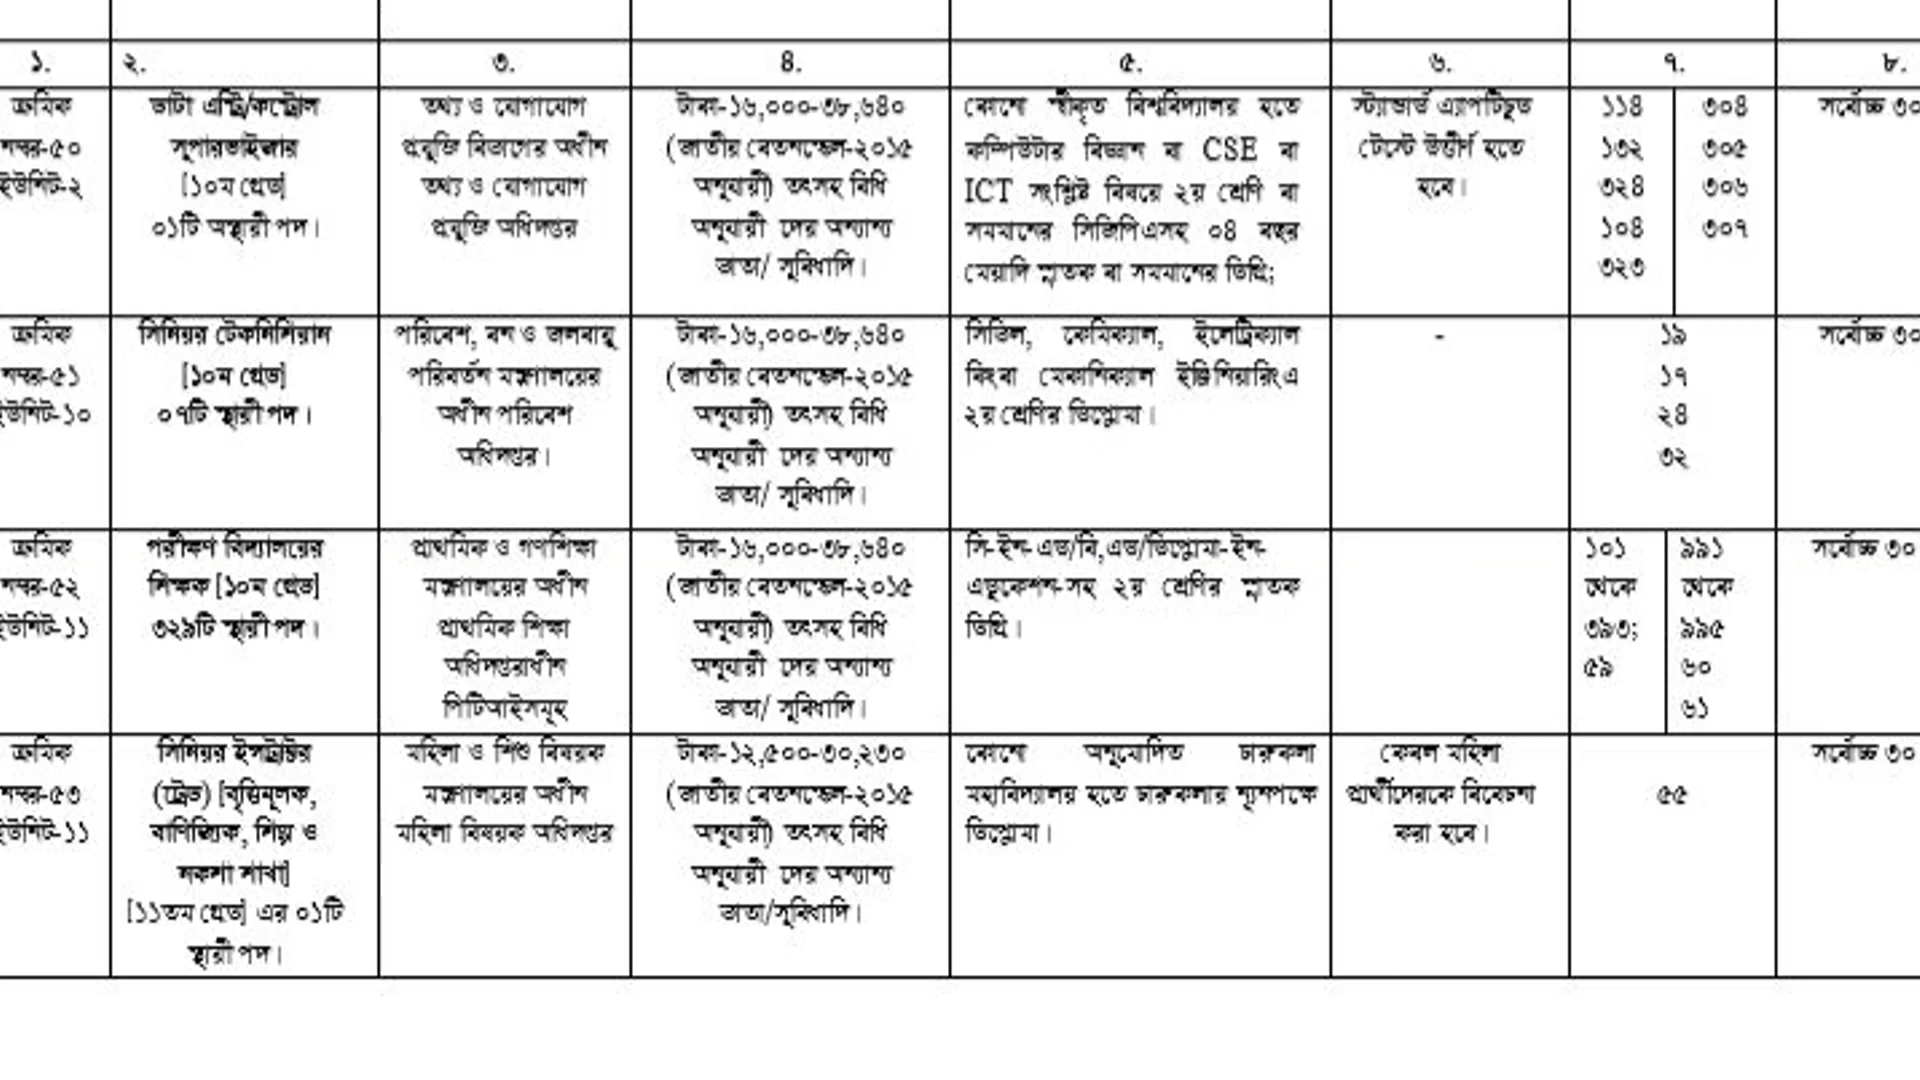 ১. ২. ৩. ৪. ৫. ৬. ৭. ৮.
ক্রমিক
নম্বর-৫০
ইউনিট-২
ডাটা এন্ট্রি/কন্ট্রোল
সুপারভাইজার
[১০ম গ্রেড]
০১টি অস্থায়ী পদ।
তথ্য ও যোগাযোগ
প্রযুক্তি বিভাগের অধীন
তথ্য ও যোগাযোগ
প্রযুক্তি অধিদপ্তর
টাকা-১৬,০০০-৩৮,৬৪০
(জাতীয় বেতনস্কেল-২০১৫
অনুযায়ী) তৎসহ বিধি
অনুযায়ী দেয় অন্যান্য
ভাতা/ সুবিধাদি।
কোনো স্বীকৃত বিশ্ববিদ্যালয় হতে
কম্পিউটার বিজ্ঞান বা CSE বা
ICT সংশ্লিষ্ট বিষয়ে ২য় শ্রেণি বা
সমমানের সিজিপিএসহ ০৪ বছর
মেয়াদি স্নাতক বা সমমানের ডিগ্রি;
স্ট্যান্ডার্ড এ্যাপটিচুড
টেস্টে উত্তীর্ণ হতে
হবে।
১১৪
১৩২
৩২৪
১০৪
৩২৩
৩০৪
৩০৫
৩০৬
৩০৭
সর্বোচ্চ ৩০
ক্রমিক
নম্বর-৫১
ইউনিট-১০
সিনিয়র টেকনিশিয়ান
[১০ম গ্রেড]
০৭টি স্থায়ী পদ।
পরিবেশ, বন ও জলবায়ু
পরিবর্তন মন্ত্রণালয়ের
অধীন পরিবেশ
অধিদপ্তর।
টাকা-১৬,০০০-৩৮,৬৪০
(জাতীয় বেতনস্কেল-২০১৫
অনুযায়ী) তৎসহ বিধি
অনুযায়ী দেয় অন্যান্য
ভাতা/ সুবিধাদি।
সিভিল, কেমিক্যাল, ইলেট্রিক্যাল
কিংবা মেকানিক্যাল ইঞ্জিনিয়ারিংএ
২য় শ্রেণির ডিপ্লোমা।
-
১৯
১৭
২৪
৩২
সর্বোচ্চ ৩০
ক্রমিক
নম্বর-৫২
ইউনিট-১১
পরীক্ষণ বিদ্যালয়ের
শিক্ষক [১০ম গ্রেড]
৩২৯টি স্থায়ী পদ।
প্রাথমিক ও গণশিক্ষা
মন্ত্রণালয়ের অধীন
প্রাথমিক শিক্ষা
অধিদপ্তরাধীন
পিটিআইসমূহ
টাকা-১৬,০০০-৩৮,৬৪০
(জাতীয় বেতনস্কেল-২০১৫
অনুযায়ী) তৎসহ বিধি
অনুযায়ী দেয় অন্যান্য
ভাতা/ সুবিধাদি।
সি-ইন-এড/বি,এড/ডিপ্লোমা-ইন-
এডুকেশন-সহ ২য় শ্রেণির স্নাতক
ডিগ্রি।
১০১
থেকে
৩৯৩;
৫৯
৯৯১
থেকে
৯৯৫
৬০
৬১
সর্বোচ্চ ৩০
ক্রমিক
নম্বর-৫৩
ইউনিট-১১
সিনিয়র ইন্সট্রাক্টর
(ট্রেড) [বৃত্তিমূলক,
বাণিজ্যিক, শিল্প ও
নকশা শাখা]
[১১তম গ্রেড] এর ০১টি
স্থায়ী পদ।
মহিলা ও শিশু বিষয়ক
মন্ত্রণালয়ের অধীন
মহিলা বিষয়ক অধিদপ্তর
টাকা-১২,৫০০-৩০,২৩০
(জাতীয় বেতনস্কেল-২০১৫
অনুযায়ী) তৎসহ বিধি
অনুযায়ী দেয় অন্যান্য
ভাতা/সুবিধাদি।
কোনো অনুমোদিত চারুকলা
মহাবিদ্যালয় হতে চারুকলায় ন্যূনপক্ষে
ডিপ্লোমা।
কেবল মহিলা
প্রার্থীদেরকে বিবেচনা
করা হবে।
৫৫
সর্বোচ্চ ৩০